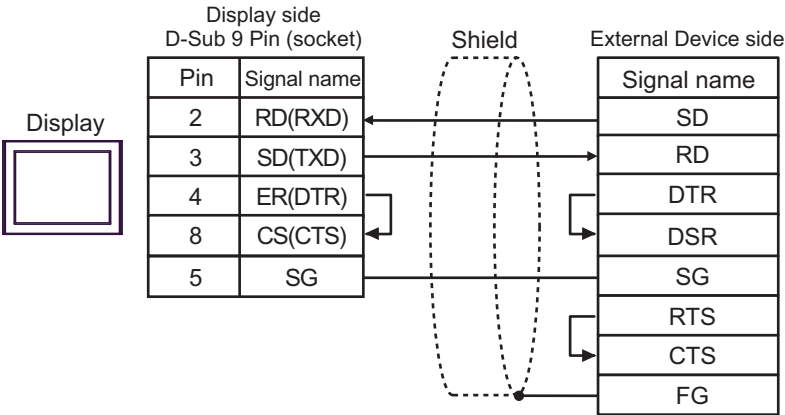 Display side
D-Sub 9 Pin (socket)
Shield
External Device side
Pin Signal name
Signal name
Display
2 RD(RXD)
SD
3 SD(TXD)
RD
4 ER(DTR)
DTR
8 CS(CTS)
DSR
5 SG
SG
RTS
CTS
FG